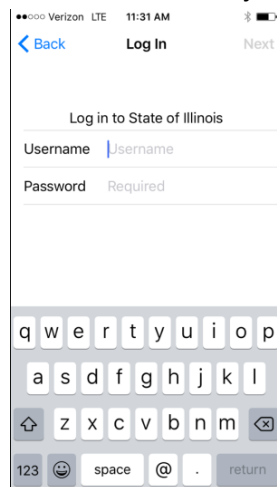 Verizon LTE 11:31 AM
Back Log In Next
Log in to State of Illinois
Username Username
Password Required
q w e r t y u i o p
a s d f g h j k l
z x c v b n m
123 space @ . return